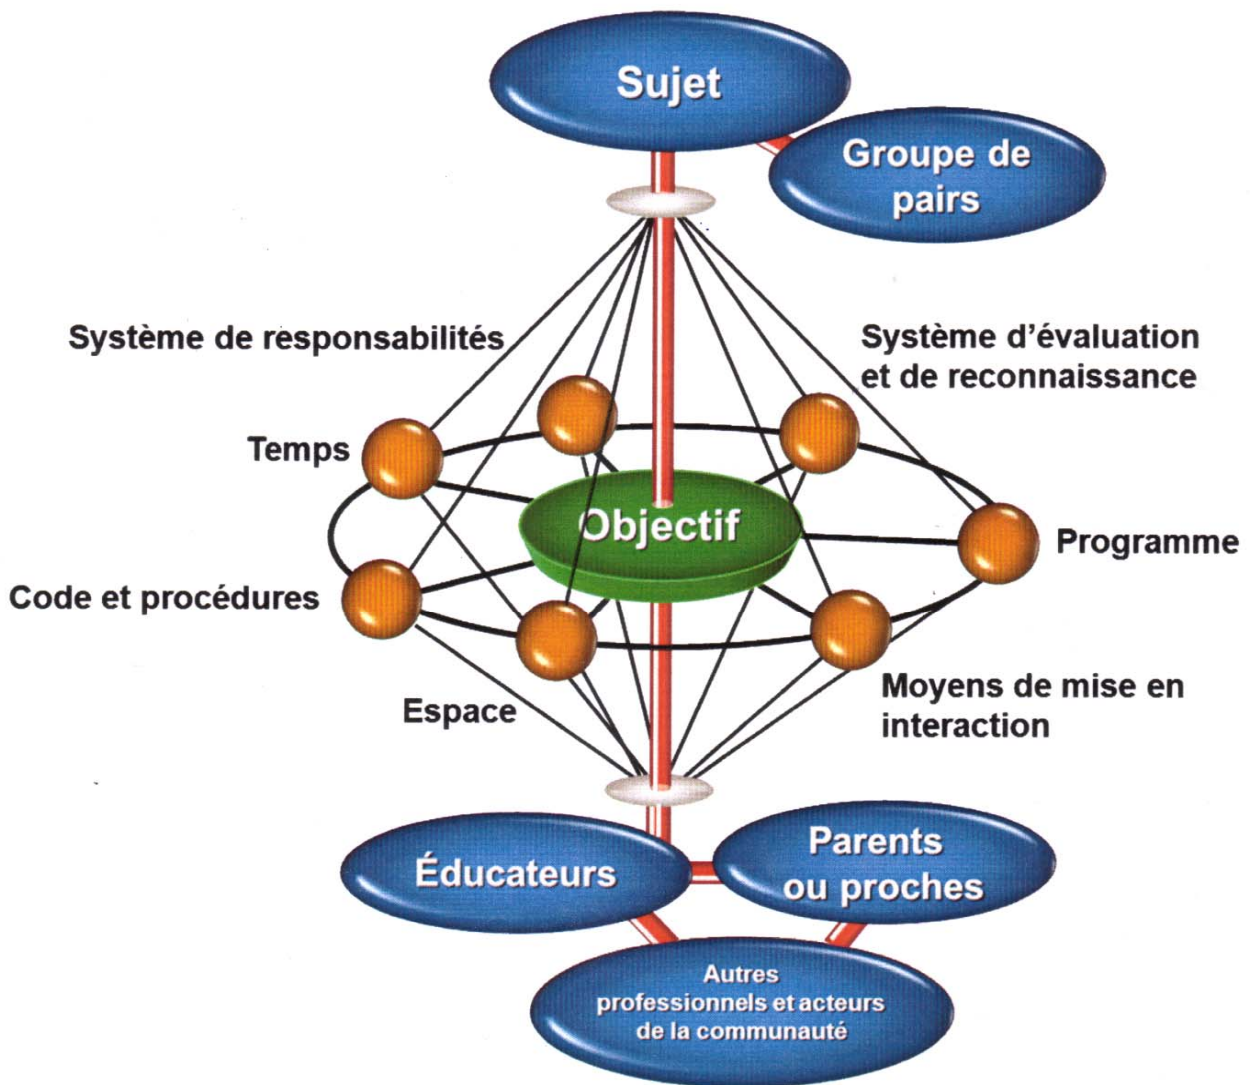 Sujet
Groupe de
pairs
Système de responsabilités
Système d'évaluation
et de reconnaissance
Temps
Objectif
Programme
Code et procédures
Espace
Moyens de mise en
interaction
Éducateurs
Parents
ou proches
Autres
professionnels et acteurs
de la communauté